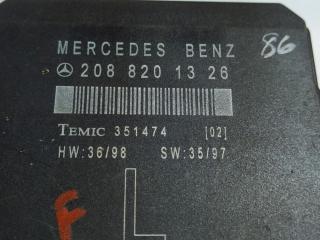 MERCEDES BENZ 86
208 820 13 26
TEMIC 351474 [02]
HW:36/98 SW:35/97
F
L